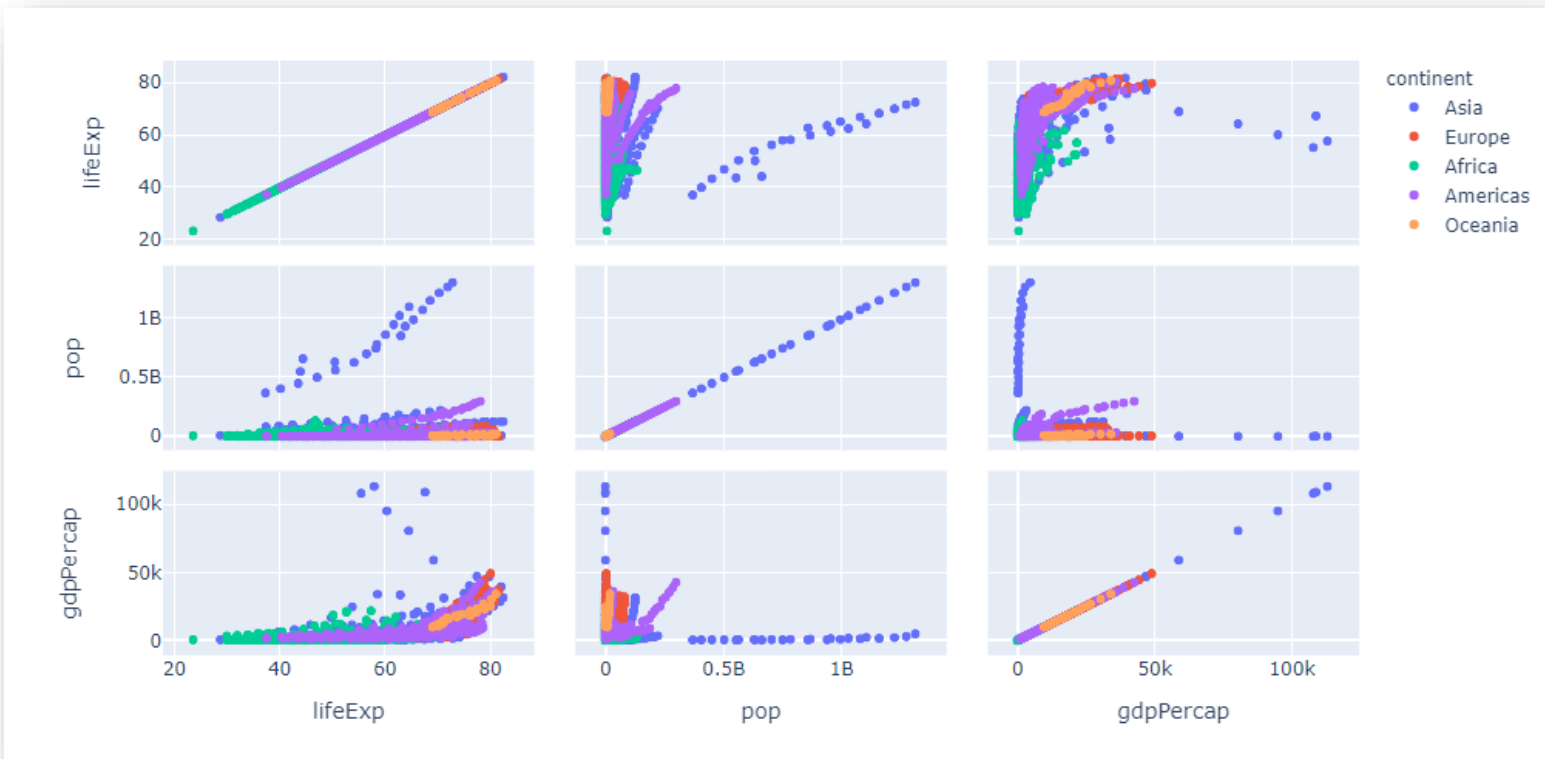 continent
Asia
Europe
Africa
Americas
Oceania
lifeExp
80
60
40
20
pop
1B
0.5B
0
gdpPercap
100k
50k
0
20 40 60 80
0 0.5B 1B
0 50k 100k
lifeExp
pop
gdpPercap